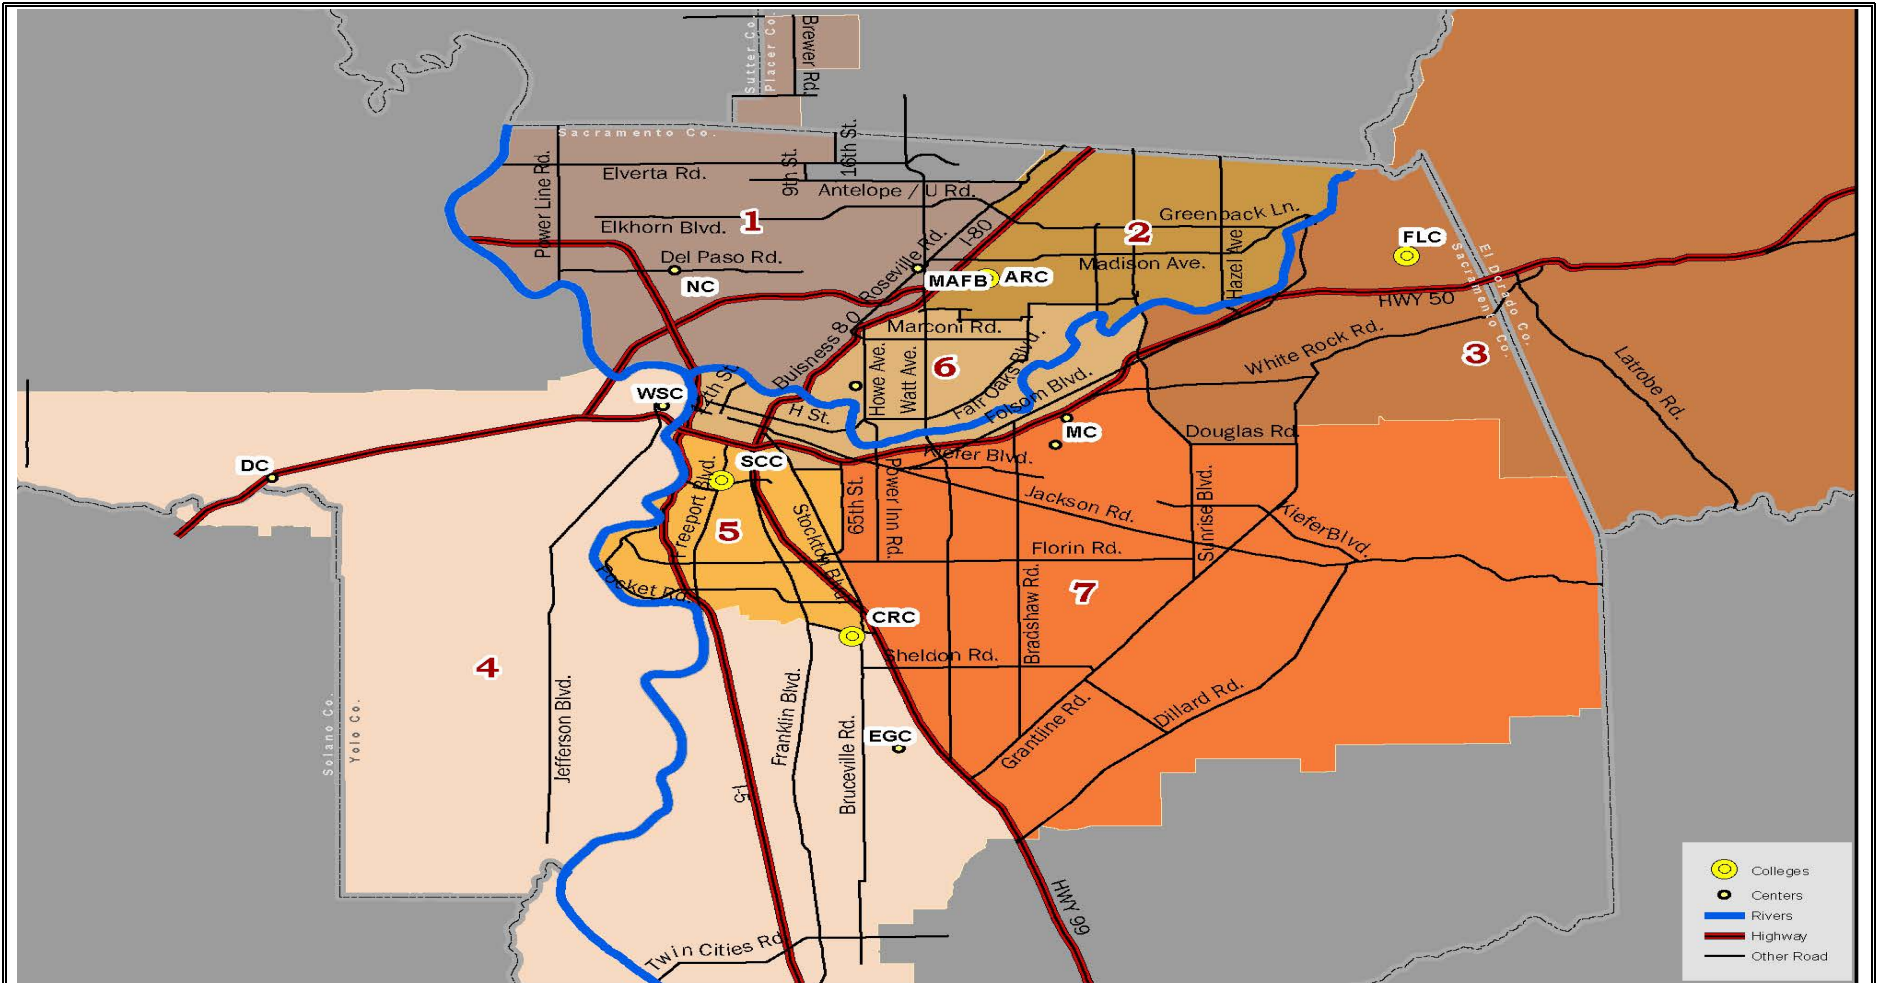 Brewer Rd.
Sutter Co.
Placer Co.
Sacramento Co.
16th St.
9th St.
Power Line Rd.
Elverta Rd.
Antelope / U Rd.
1
Elkhorn Blvd.
Greenback Ln.
2
I-80
Roseville Rd.
Hazel Ave
FLC
El Dorado Co.
Sacramento Co.
Del Paso Rd.
Madison Ave.
NC
MAFB
ARC
HWY 50
Buisness 80
Marconi Rd.
White Rock Rd.
3
Howe Ave.
Watt Ave.
6
Fair Oaks Blvd.
Folsom Blvd.
Latrobe Rd.
WSC
H St.
MC
Douglas Rd.
DC
SCC
Kiefer Blvd.
Freeport Blvd.
Power Inn Rd.
65th St.
Jackson Rd.
Sunrise Blvd.
KieferBlvd.
5
Stockton Blvd.
Florin Rd.
Pocket Rd.
7
Bradshaw Rd.
CRC
Sheldon Rd.
4
Jefferson Blvd.
Franklin Blvd.
Dillard Rd.
Grantline Rd.
Solano Co.
Yolo Co.
EGC
Bruceville Rd.
I-5
HWY 99
Twin Cities Rd.
Colleges
Centers
Rivers
Highway
Other Road